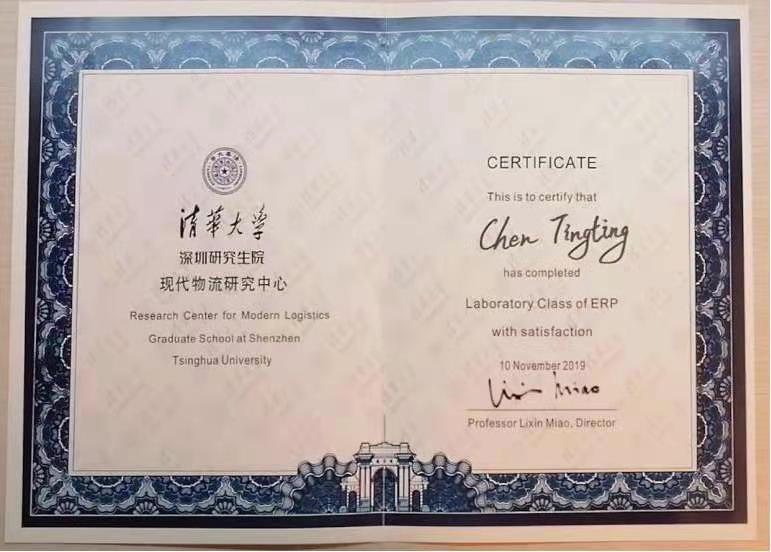 清华大学
深圳研究生院
现代物流研究中心
Research Center for Modern Logistics
Graduate School at Shenzhen
Tsinghua University
CERTIFICATE
This is to certify that
Chen Tingting
has completed
Laboratory Class of ERP
with satisfaction
10 November 2019
Lixin Miao
Professor Lixin Miao, Director